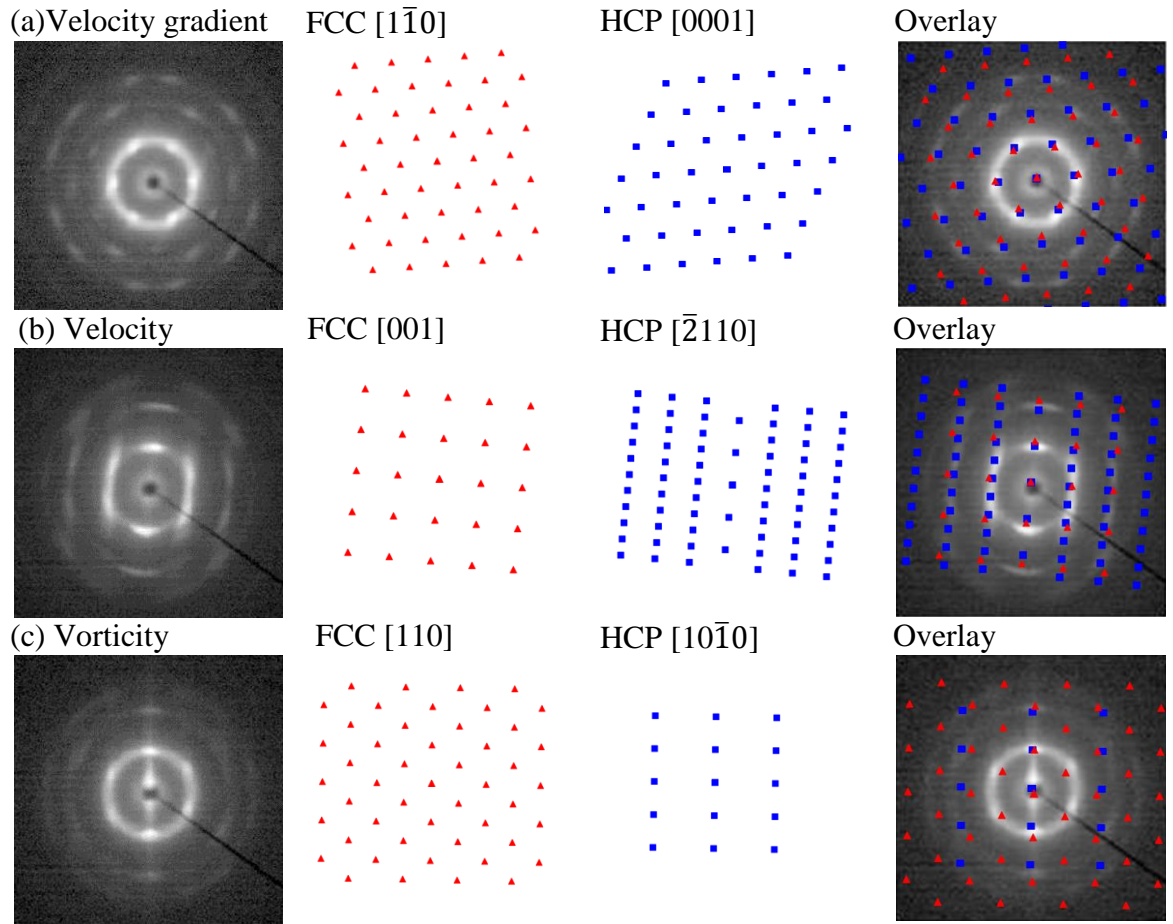 (a)Velocity gradient FCC [11̅0] HCP [0001] Overlay
(b) Velocity FCC [001] HCP [2̅110] Overlay
(c) Vorticity FCC [110] HCP [101̅0] Overlay